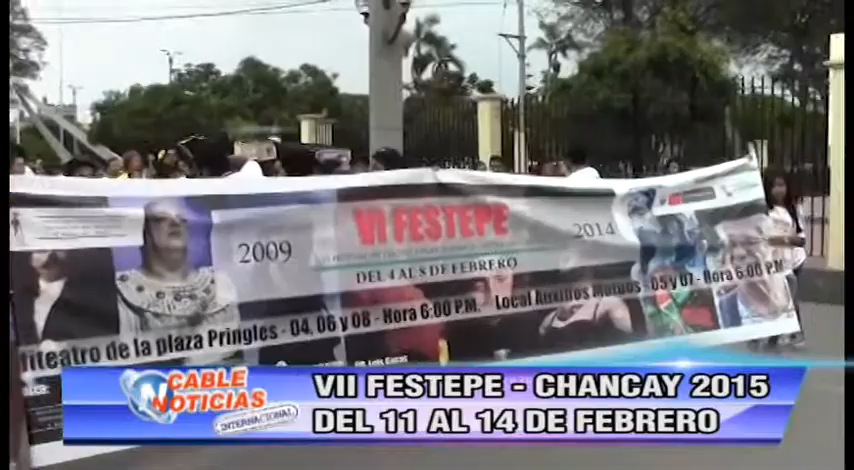 VI FESTEPE
2009
2014
DEL 4 AL 8 DE FEBRERO
fiteatro de la plaza Pringles - 04, 06 y 08 - Hora 6:00 P.M. Local Auxilios Mutuos - 05 y 07 - Hora 6:00 P.M.
CABLE
NOTICIAS
INTERNACIONAL
VII FESTEPE - CHANCAY 2015
DEL 11 AL 14 DE FEBRERO